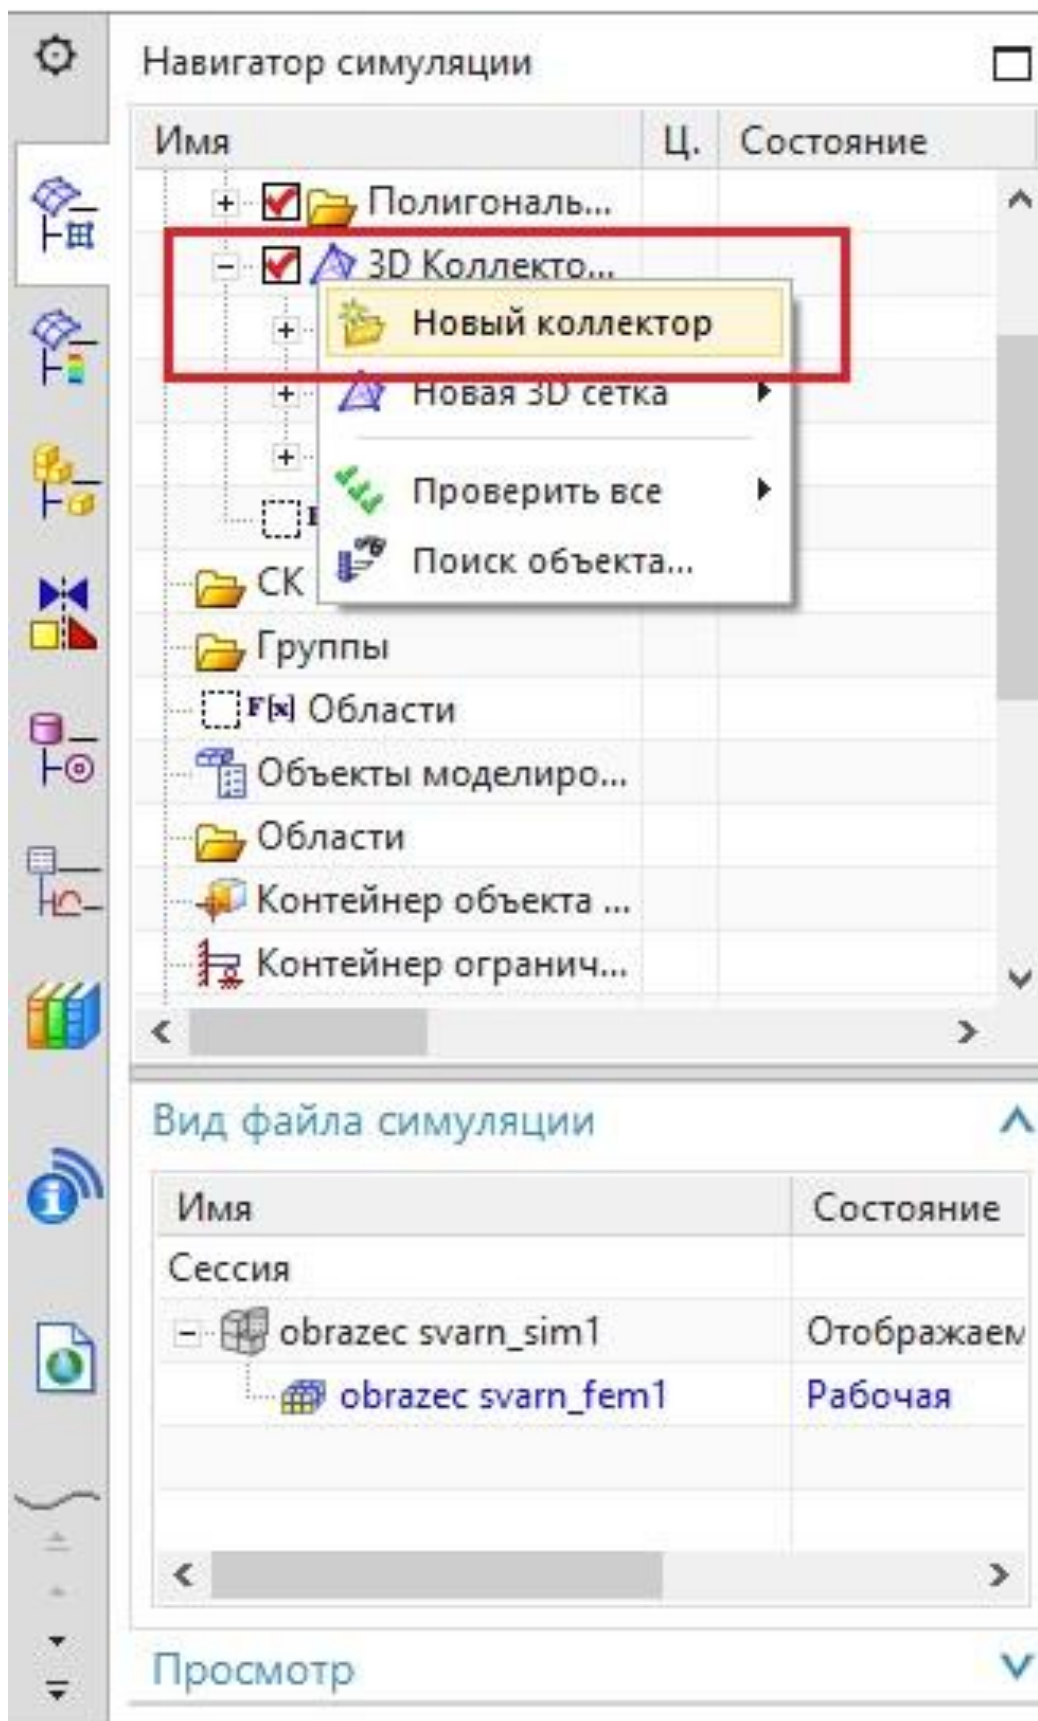 Навигатор симуляции
Имя Ц. Состояние
Полигональ...
3D Коллекто...
Новый коллектор
Новая 3D сетка
Проверить все
Поиск объекта...
СК
Группы
F[x] Области
Объекты моделиро...
Области
Контейнер объекта ...
Контейнер огранич...
Вид файла симуляции
Имя Состояние
Сессия
obrazec svarn_sim1 Отображаем
obrazec svarn_fem1 Рабочая
Просмотр